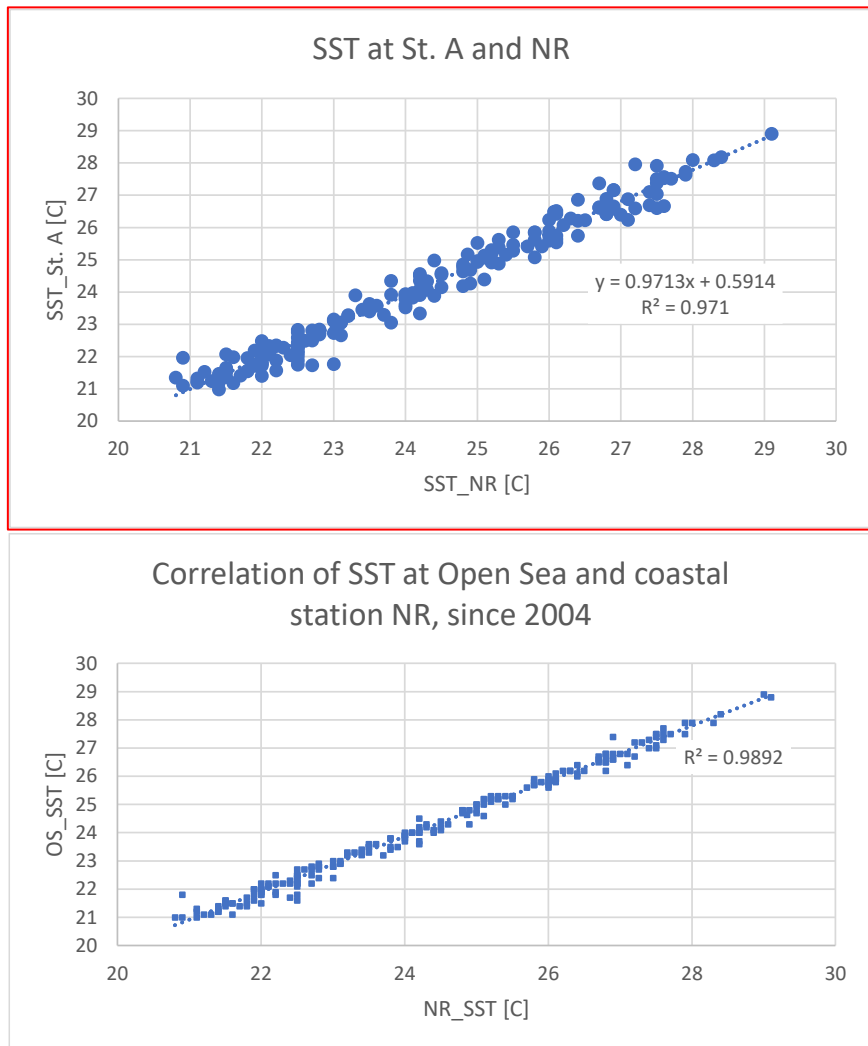 SST at St. A and NR
30
29
28
27
26
25
24
23
22
21
20
SST_St. A [C]
y = 0.9713x + 0.5914
R² = 0.971
20 21 22 23 24 25 26 27 28 29 30
SST_NR [C]
Correlation of SST at Open Sea and coastal
station NR, since 2004
30
29
28
27
26
25
24
23
22
21
20
OS_SST [C]
R² = 0.9892
20 22 24 26 28 30
NR_SST [C]